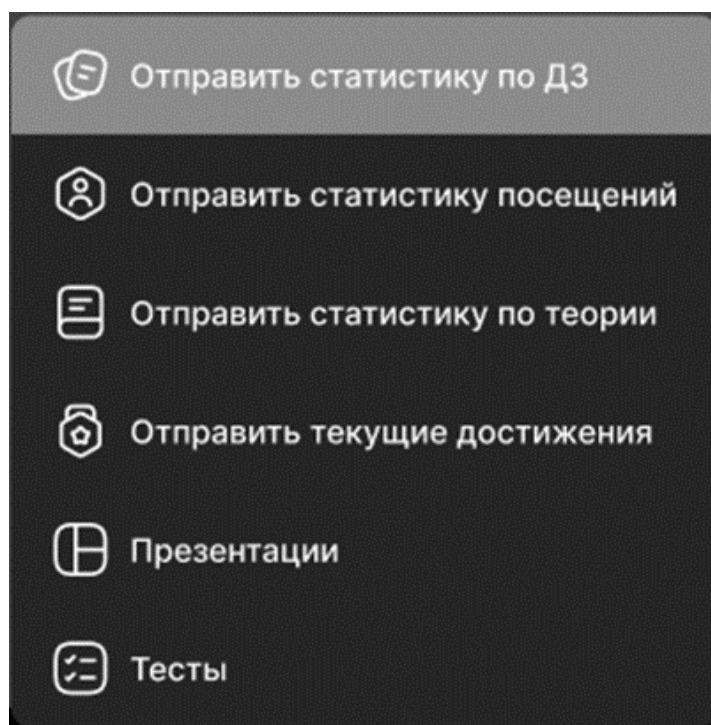 Отправить статистику по ДЗ
Отправить статистику посещений
Отправить статистику по теории
Отправить текущие достижения
Презентации
Тесты